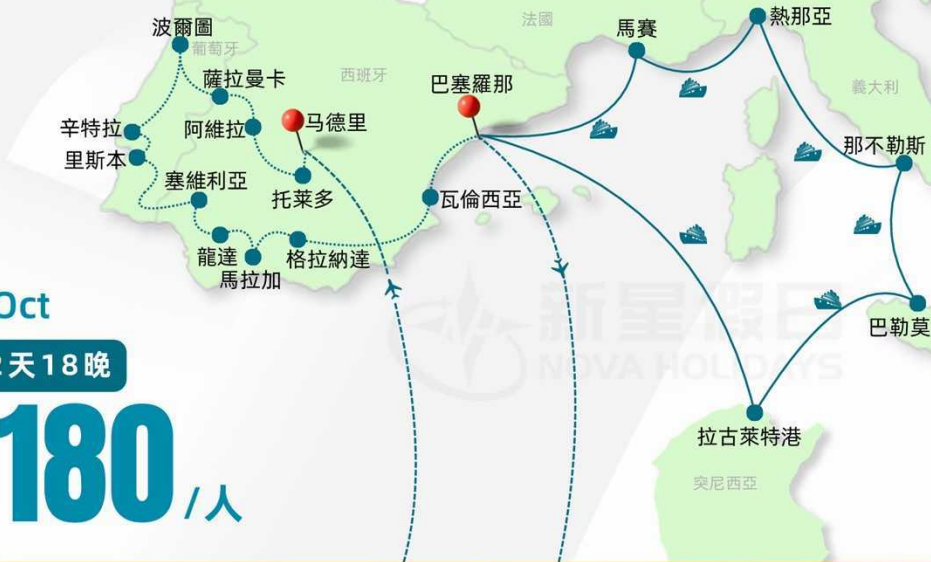 波爾圖
葡萄牙
薩拉曼卡
阿維拉
辛特拉
里斯本
塞維利亞
龍達
馬拉加
格拉納達
托萊多
马德里
西班牙
法國
巴塞羅那
瓦倫西亞
馬賽
熱那亞
義大利
那不勒斯
巴勒莫
拉古萊特港
突尼西亞
新星假日
NOVA HOLIDAYS
Oct
天18晚
180/人